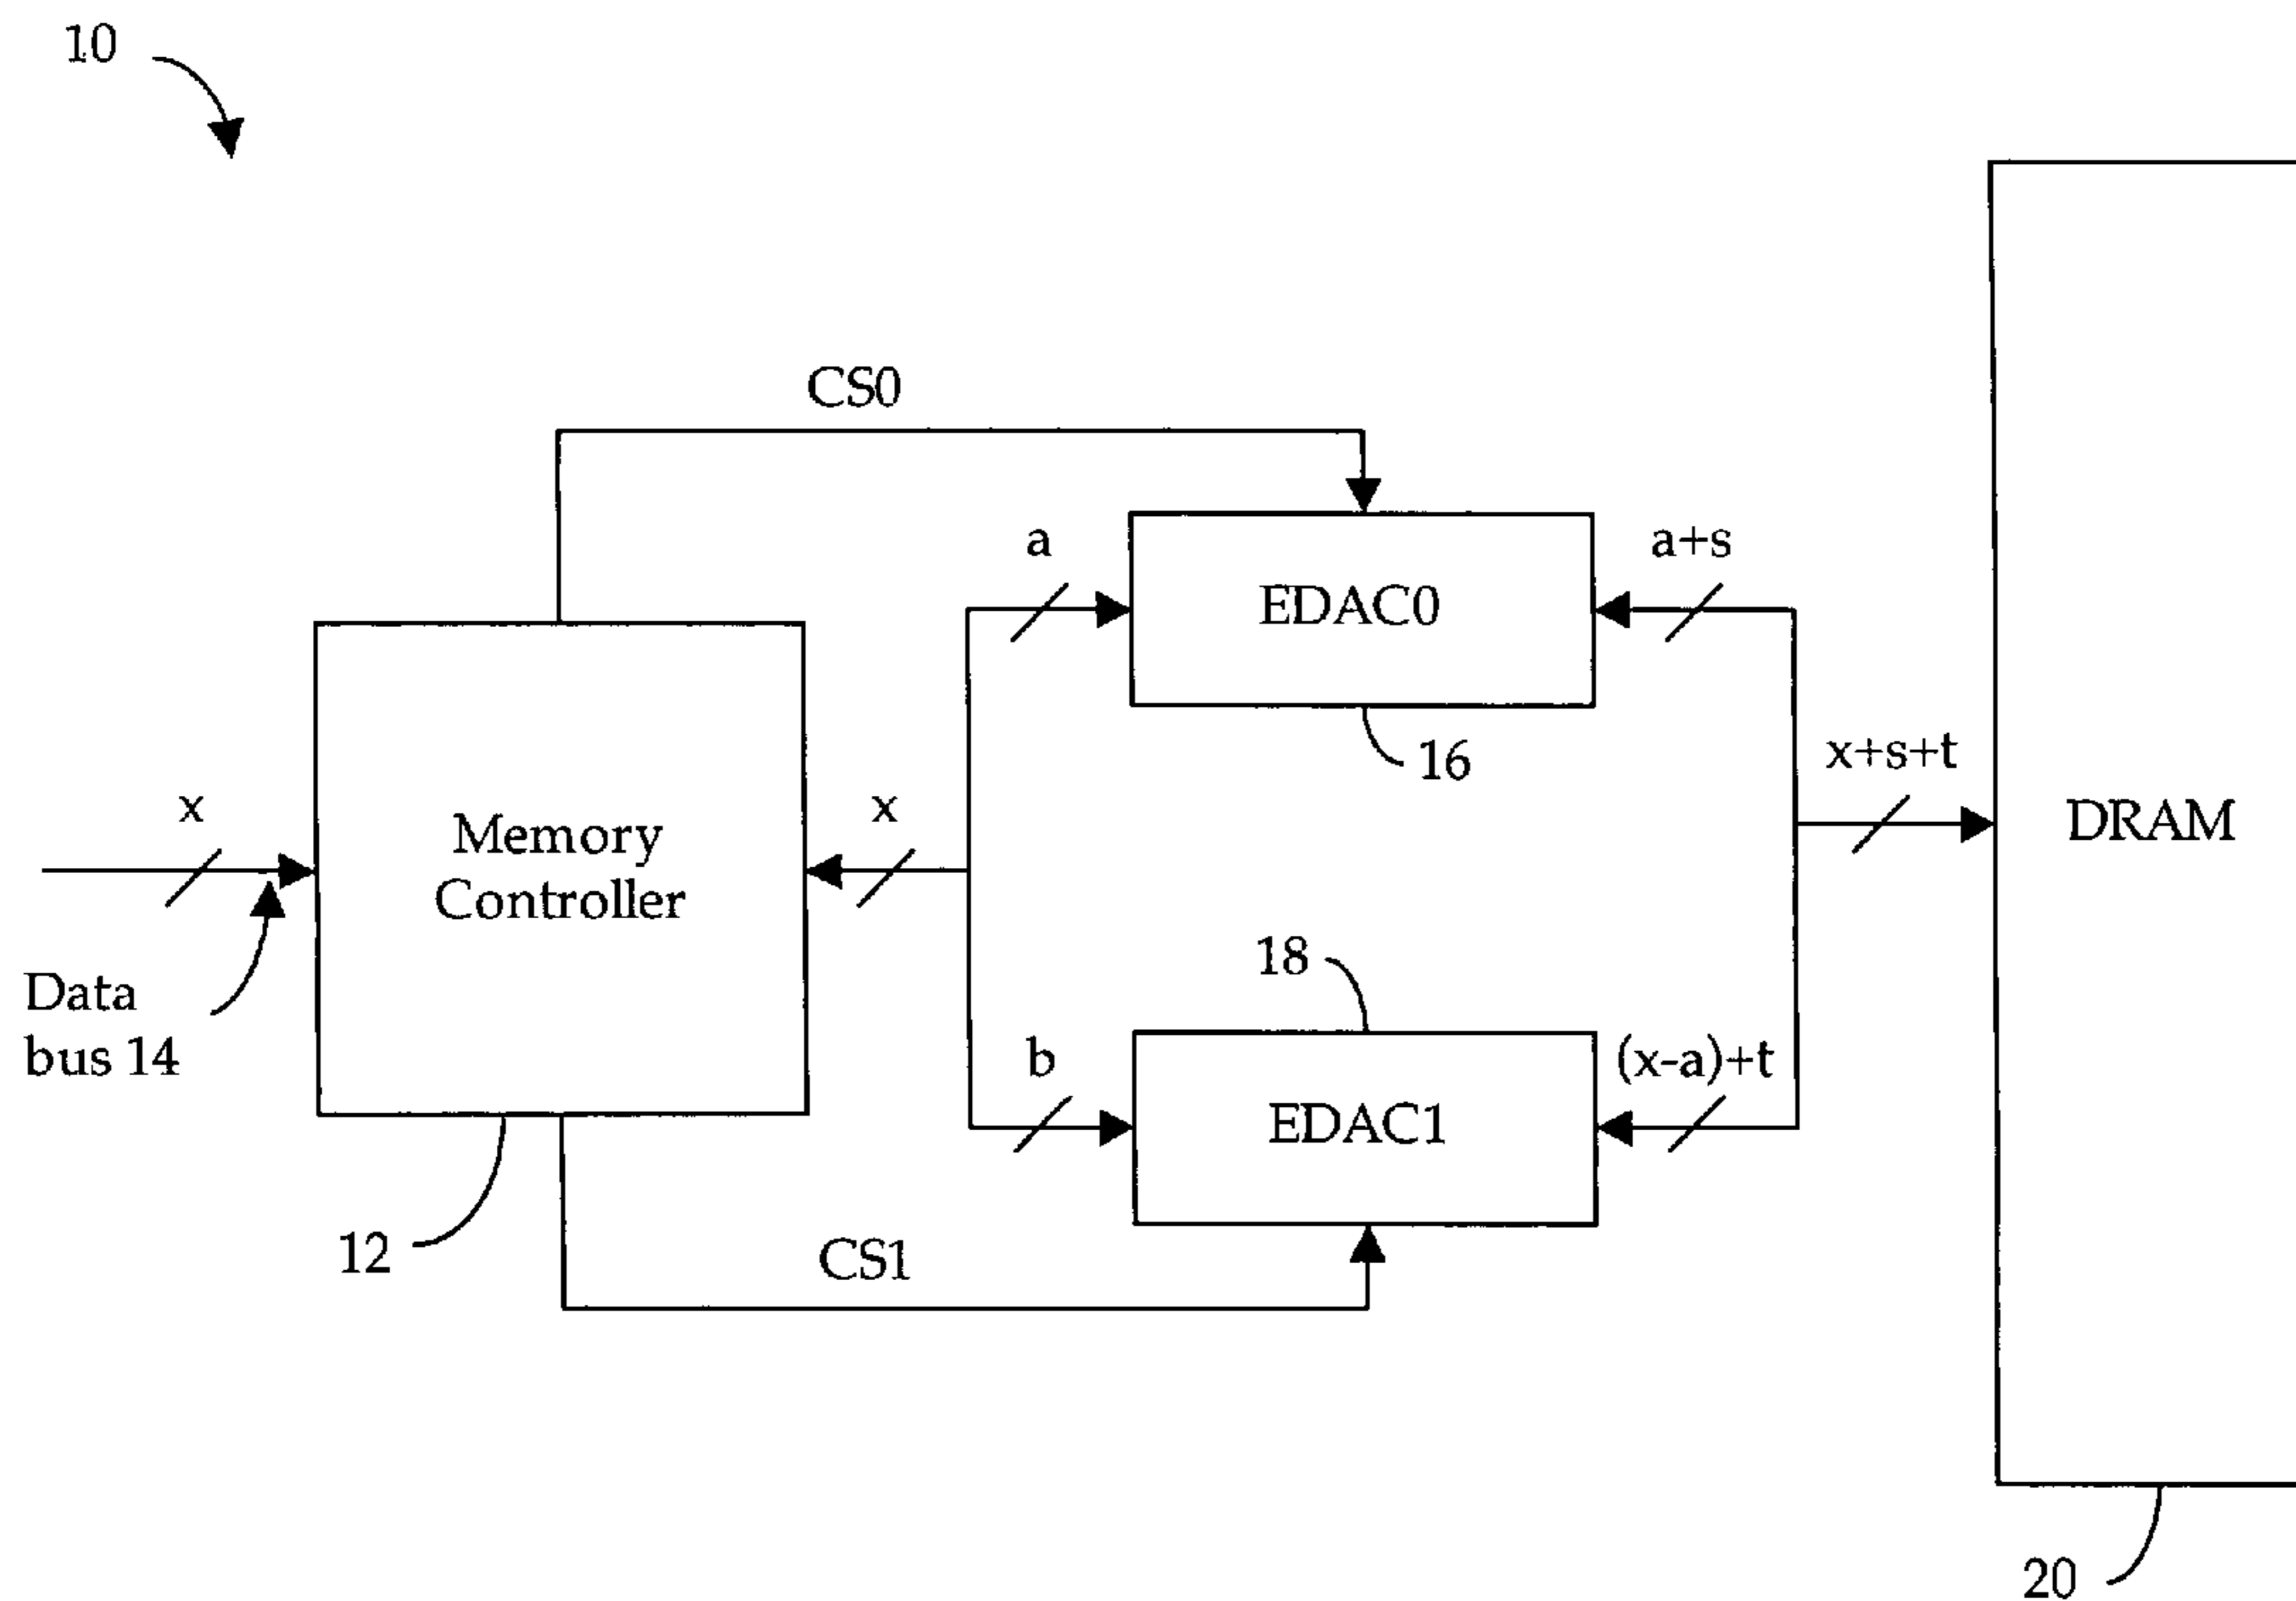 10
CS0
a
a+s
EDAC0
16
x+s+t
x
x
Memory
Controller
DRAM
Data
bus 14
18
b
(x-a)+t
EDAC1
12
CS1
20